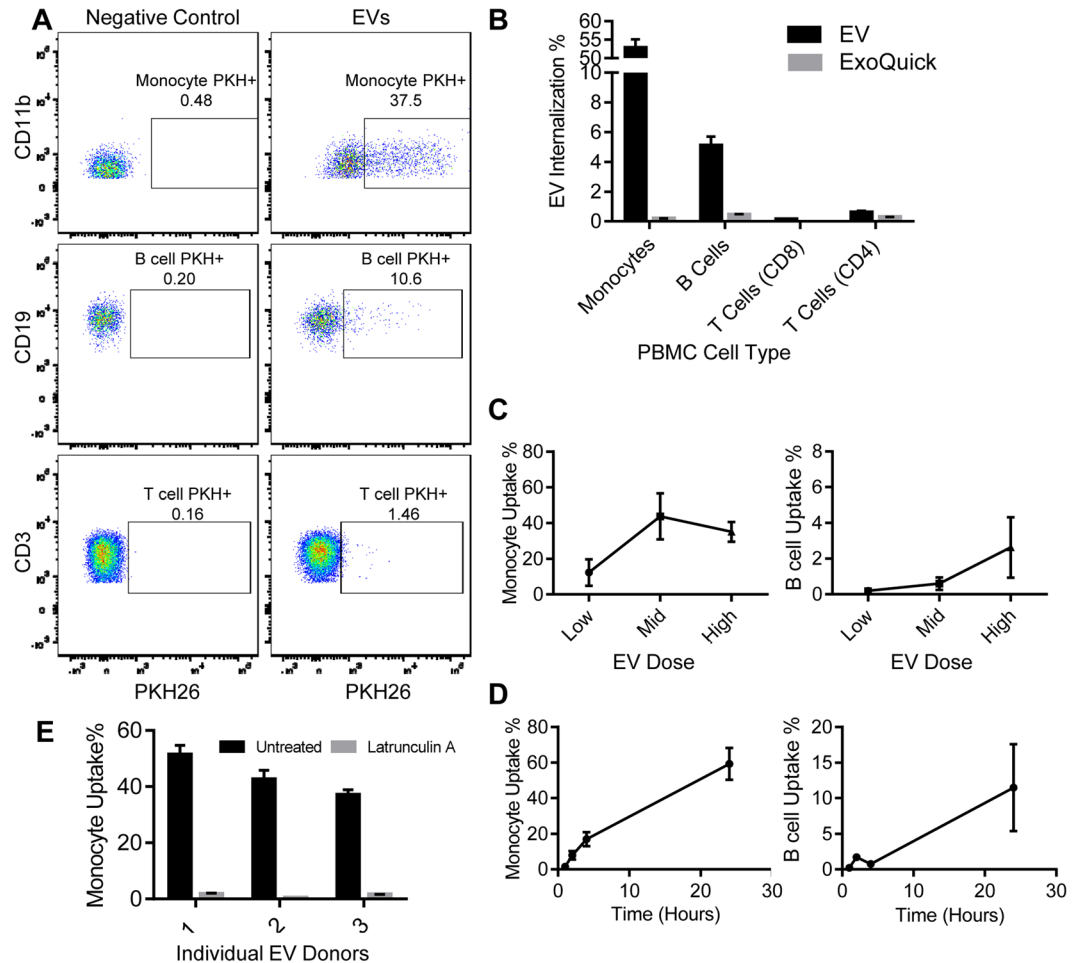 A
Negative Control
EVs
CD11b
Monocyte PKH+
0.48
Monocyte PKH+
37.5
CD19
B cell PKH+
0.20
B cell PKH+
10.6
CD3
T cell PKH+
0.16
T cell PKH+
1.46
PKH26
PKH26
B
EV Internalization %
60
55
50
10
8
6
4
2
0
EV
ExoQuick
Monocytes
B Cells
T Cells (CD8)
T Cells (CD4)
PBMC Cell Type
C
Monocyte Uptake %
80
60
40
20
0
Low
Mid
High
EV Dose
B cell Uptake %
8
6
4
2
0
Low
Mid
High
EV Dose
D
Monocyte Uptake %
80
60
40
20
0
0
10
20
30
Time (Hours)
B cell Uptake %
20
15
10
5
0
0
10
20
30
Time (Hours)
E
Monocyte Uptake%
60
40
20
0
Untreated
Latrunculin A
1
2
3
Individual EV Donors